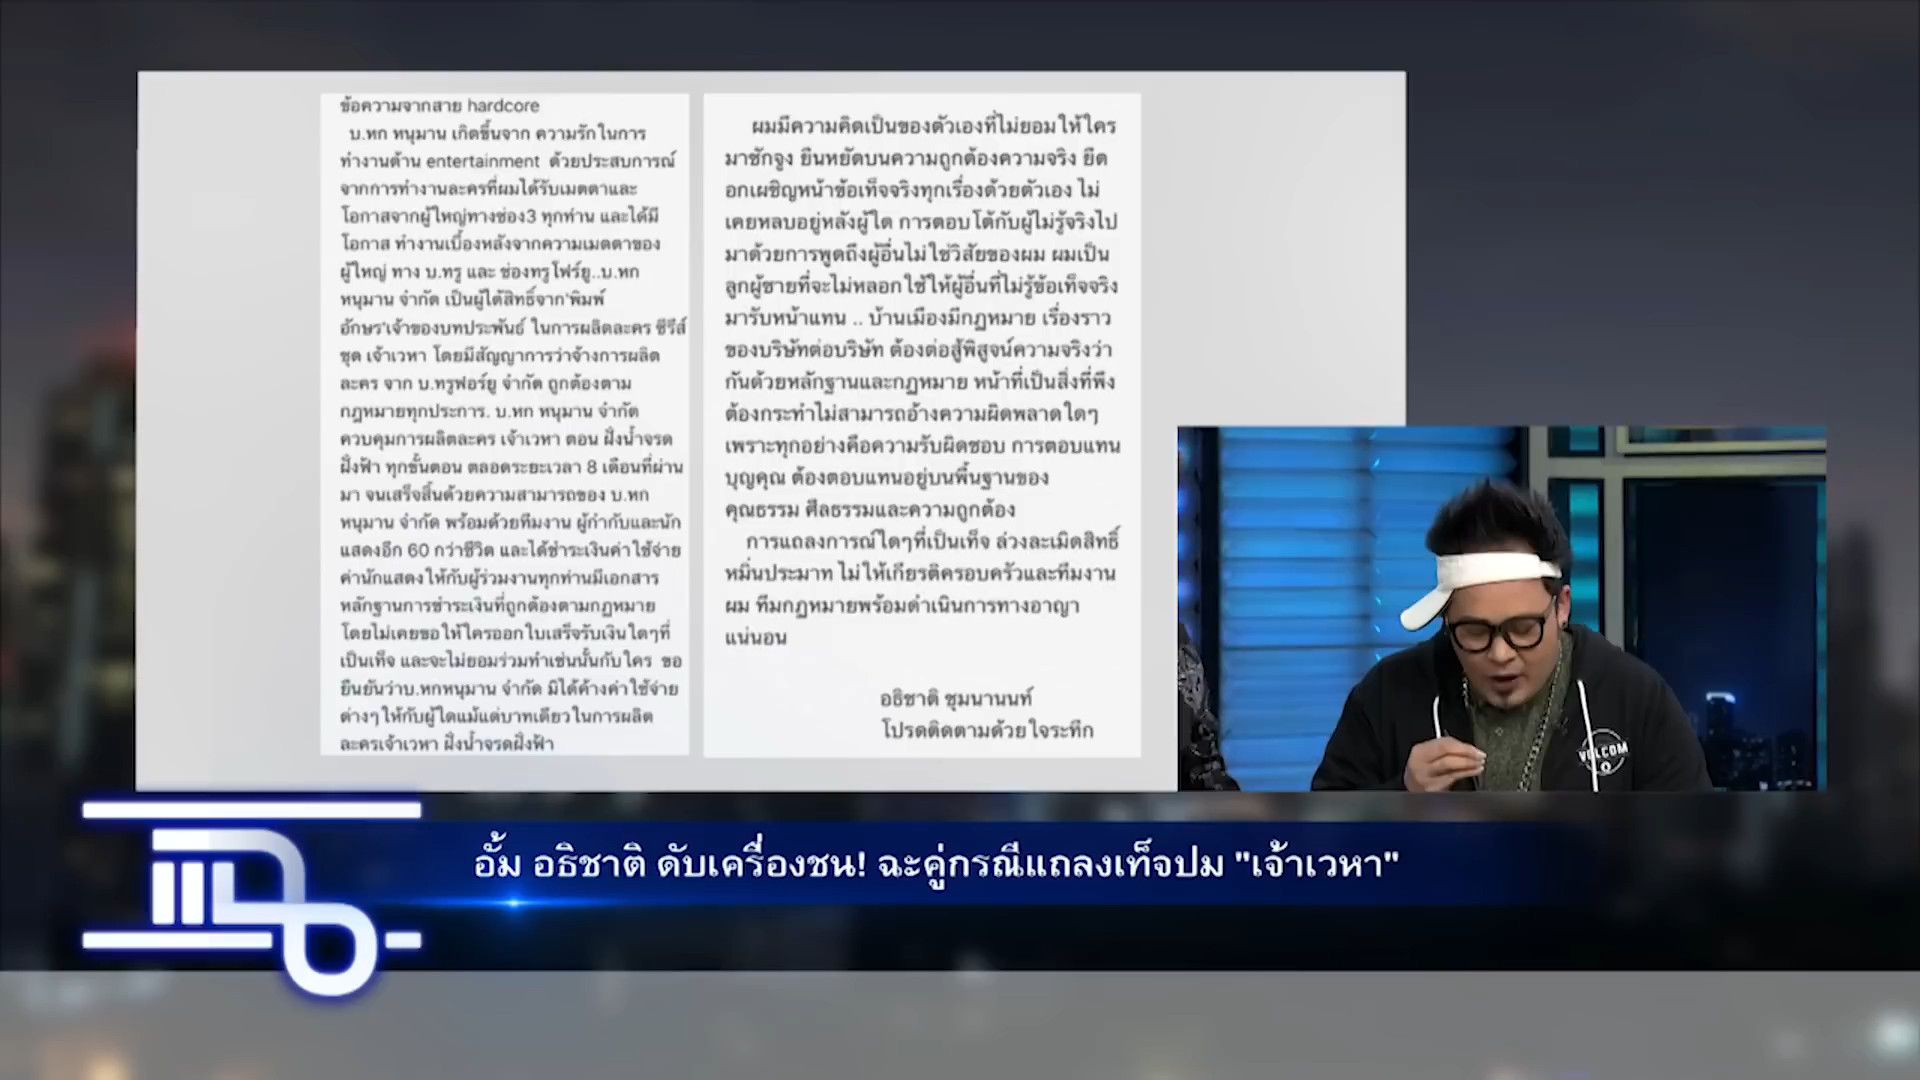 ข้อความจากสาย hardcore
บ.หก หนุมาน เกิดขึ้นจาก ความรักในการ
ทำงานด้าน entertainment ด้วยประสบการณ์
จากการทำงานละครที่ผมได้รับเมตตาและ
โอกาสจากผู้ใหญ่ทางช่อง3 ทุกท่าน และได้มี
โอกาส ทำงานเบื้องหลังจากความเมตตาของ
ผู้ใหญ่ ทาง บ.ทรู และ ช่องทรูโฟร์ยู..บ.หก
หนุมาน จำกัด เป็นผู้ได้สิทธิ์จาก'พิมพ์
อักษร'เจ้าของบทประพันธ์ ในการผลิตละคร ซีรีส์
ชุด เจ้าเวหา โดยมีสัญญาการว่าจ้างการผลิต
ละคร จาก บ.ทรูฟอร์ยู จำกัด ถูกต้องตาม
กฎหมายทุกประการ. บ.หก หนุมาน จำกัด
ควบคุมการผลิตละคร เจ้าเวหา ตอน ฝั่งน้ำจรด
ฝั่งฟ้า ทุกขั้นตอน ตลอดระยะเวลา 8 เดือนที่ผ่าน
มา จนเสร็จสิ้นด้วยความสามารถของ บ.หก
หนุมาน จำกัด พร้อมด้วยทีมงาน ผู้กำกับและนัก
แสดงอีก 60 กว่าชีวิต และได้ชำระเงินค่าใช้จ่าย
ค่านักแสดงให้กับผู้ร่วมงานทุกท่านมีเอกสาร
หลักฐานการชำระเงินที่ถูกต้องตามกฎหมาย
โดยไม่เคยขอให้ใครออกใบเสร็จรับเงินใดๆที่
เป็นเท็จ และจะไม่ยอมร่วมทำเช่นนั้นกับใคร ขอ
ยืนยันว่าบ.หกหนุมาน จำกัด มิได้ค้างค่าใช้จ่าย
ต่างๆให้กับผู้ใดแม้แต่บาทเดียวในการผลิต
ละครเจ้าเวหา ฝั่งน้ำจรดฝั่งฟ้า
ผมมีความคิดเป็นของตัวเองที่ไม่ยอมให้ใคร
มาชักจูง ยืนหยัดบนความถูกต้องความจริง ยืด
อกเผชิญหน้าข้อเท็จจริงทุกเรื่องด้วยตัวเอง ไม่
เคยหลบอยู่หลังผู้ใด การตอบโต้กับผู้ไม่รู้จริงไป
มาด้วยการพูดถึงผู้อื่นไม่ใช่วิสัยของผม ผมเป็น
ลูกผู้ชายที่จะไม่หลอกใช้ให้ผู้อื่นที่ไม่รู้ข้อเท็จจริง
มารับหน้าแทน .. บ้านเมืองมีกฎหมาย เรื่องราว
ของบริษัทต่อบริษัท ต้องต่อสู้พิสูจน์ความจริงว่า
กันด้วยหลักฐานและกฎหมาย หน้าที่เป็นสิ่งที่พึง
ต้องกระทำไม่สามารถอ้างความผิดพลาดใดๆ
เพราะทุกอย่างคือความรับผิดชอบ การตอบแทน
บุญคุณ ต้องตอบแทนอยู่บนพื้นฐานของ
คุณธรรม ศีลธรรมและความถูกต้อง
การแถลงการณ์ใดๆที่เป็นเท็จ ล่วงละเมิดสิทธิ์
หมิ่นประมาท ไม่ให้เกียรติครอบครัวและทีมงาน
ผม ทีมกฎหมายพร้อมดำเนินการทางอาญา
แน่นอน
อธิชาติ ชุมนานนท์
โปรดติดตามด้วยใจระทึก
VOLCOM
แฉ
อั้ม อธิชาติ ดับเครื่องชน! ฉะคู่กรณีแถลงเท็จปม "เจ้าเวหา"